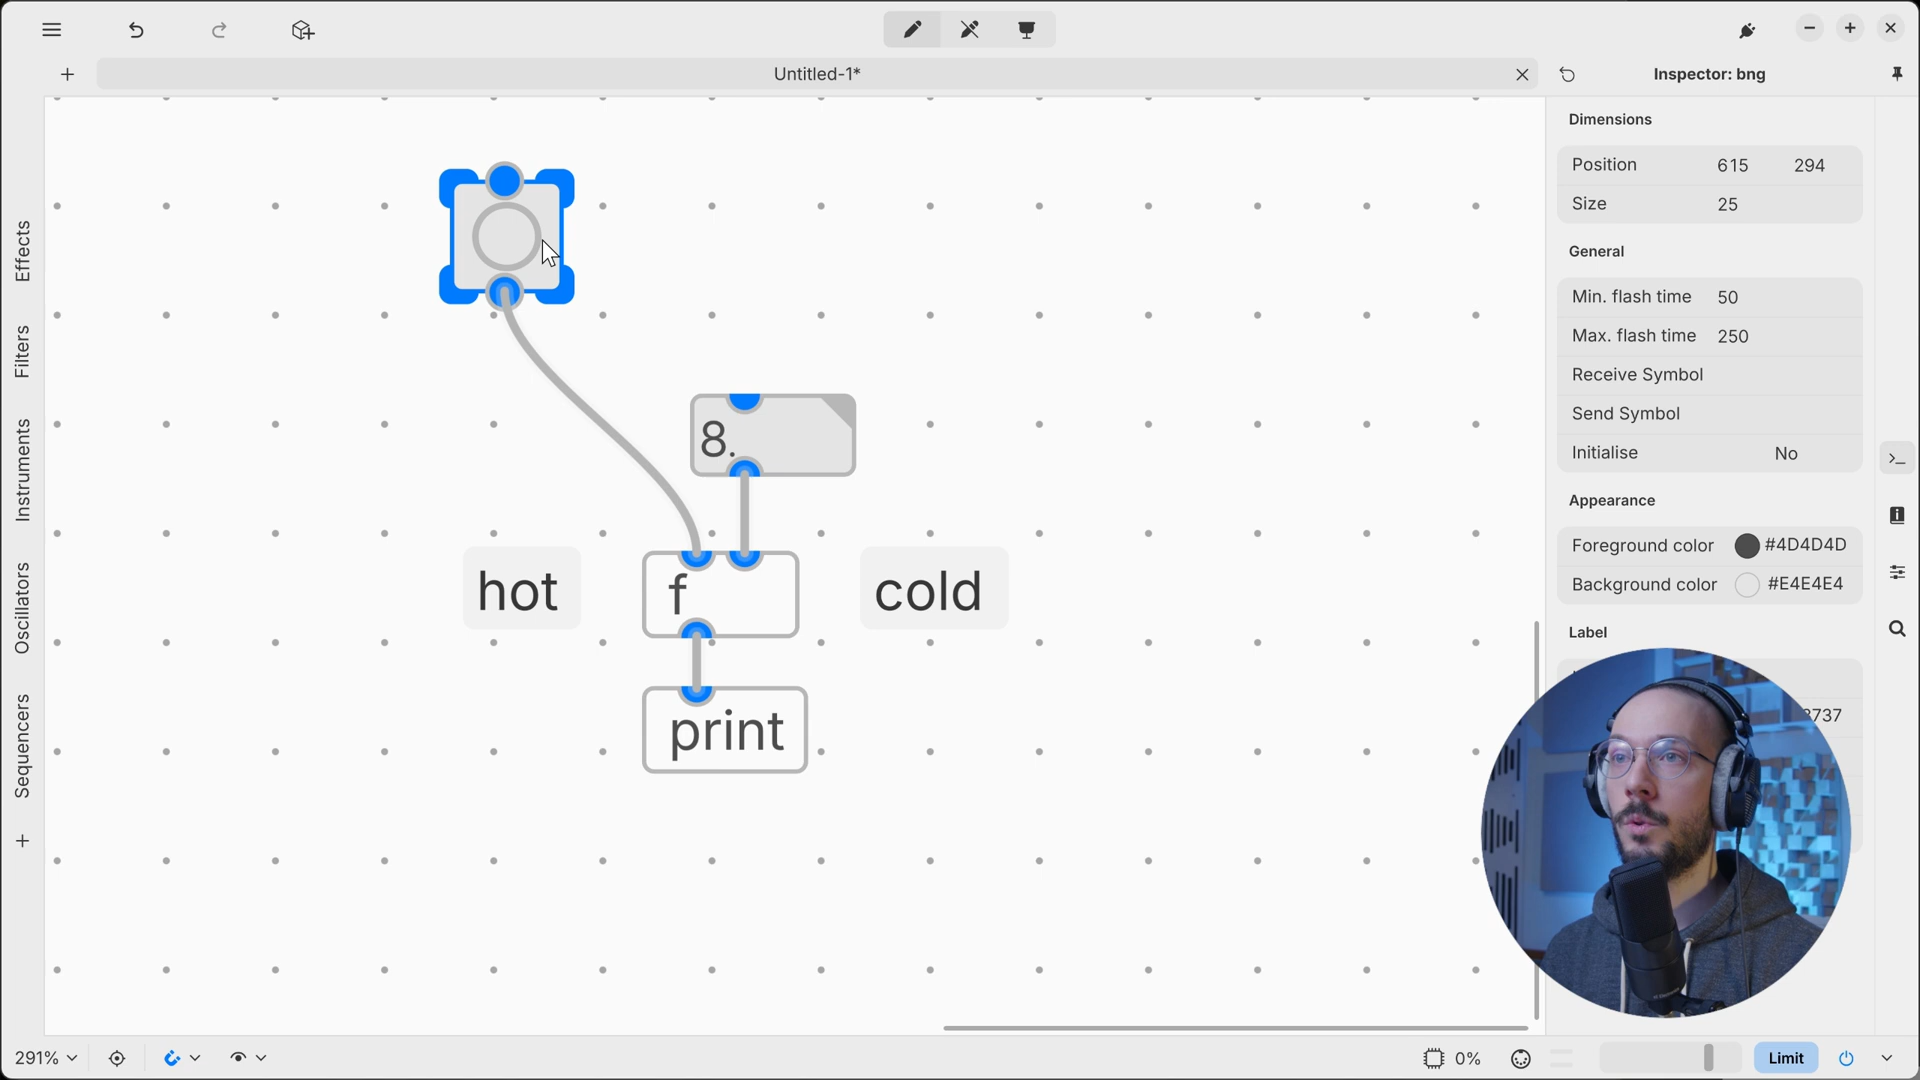 Untitled-1*
Inspector: bng
Effects
Filters
Instruments
Oscillators
Sequencers
8.
hot
f
cold
print
Dimensions
Position 615 294
Size 25
General
Min. flash time 50
Max. flash time 250
Receive Symbol
Send Symbol
Initialise No
Appearance
Foreground color #4D4D4D
Background color #E4E4E4
Label
3737
291%
0%
Limit